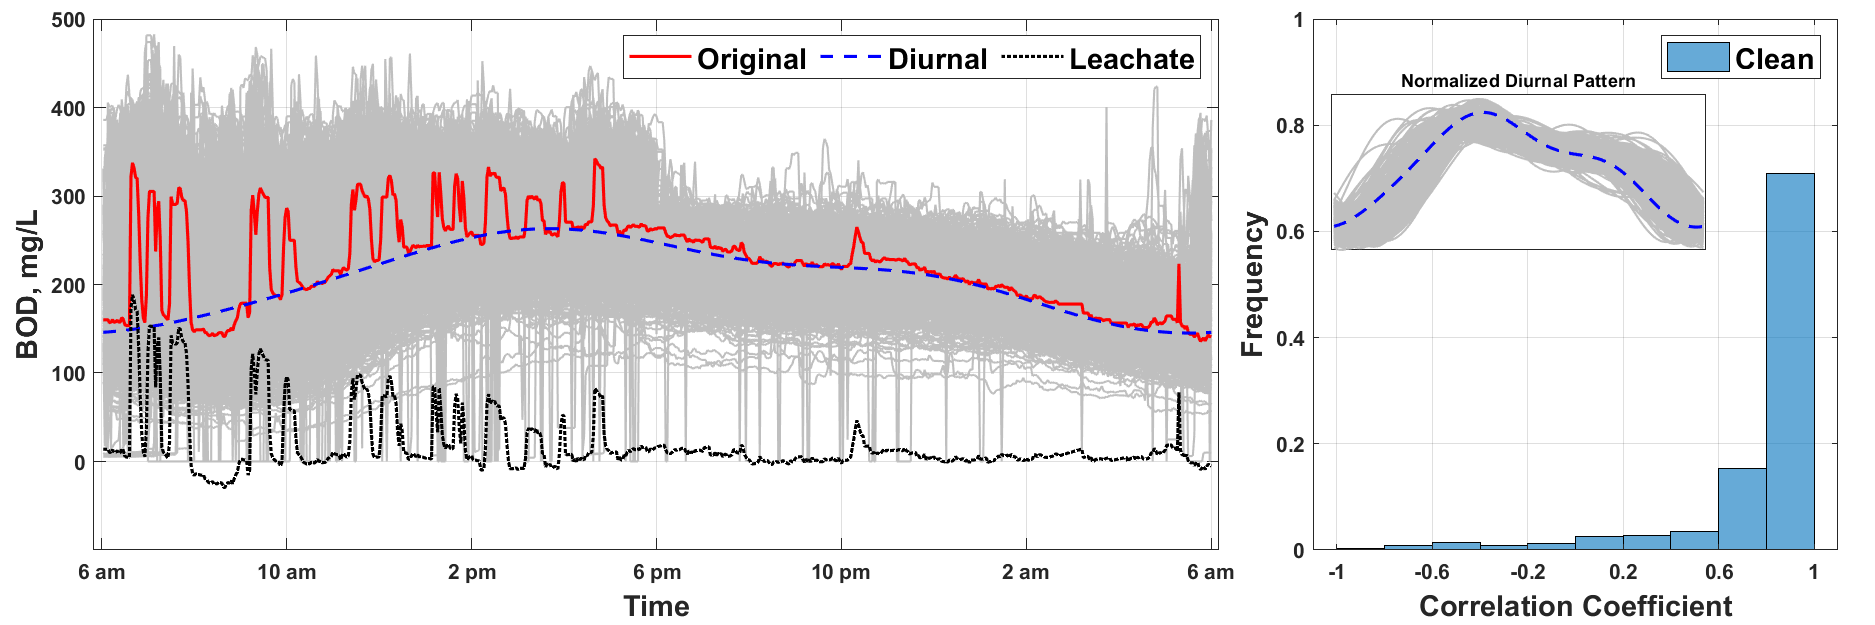 500
400
300
200
100
0
BOD, mg/L
Original Diurnal Leachate
6 am 10 am 2 pm 6 pm 10 pm 2 am 6 am
Time
1
0.8
0.6
0.4
0.2
0
Frequency
Clean
Normalized Diurnal Pattern
-1 -0.6 -0.2 0.2 0.6 1
Correlation Coefficient